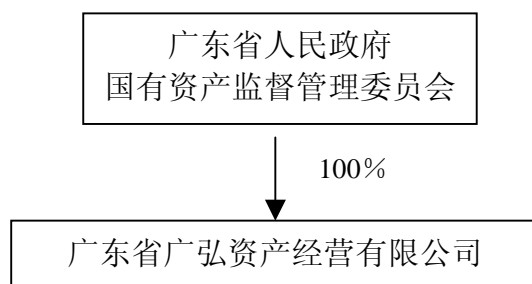 广东省人民政府
国有资产监督管理委员会
100％
广东省广弘资产经营有限公司